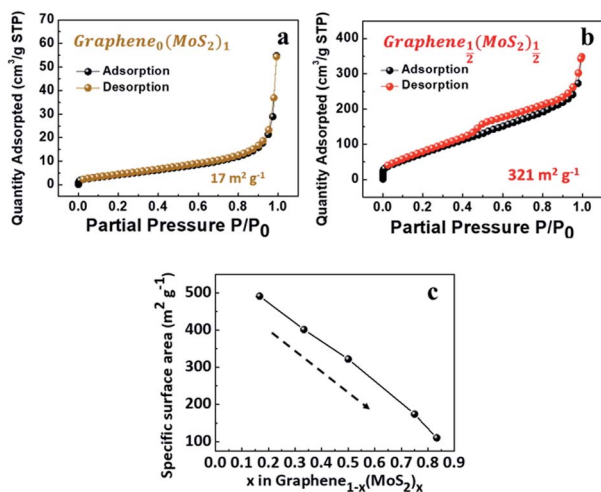 a
Graphene₀(MoS₂)₁
Adsorption
Desorption
17 m² g⁻¹
Quantity Adsorpted (cm³/g STP)
70
60
50
40
30
20
10
0
0.0 0.2 0.4 0.6 0.8 1.0
Partial Pressure P/P₀
b
Graphene½(MoS₂)½
Adsorption
Desorption
321 m² g⁻¹
Quantity Adsorpted (cm³/g STP)
400
300
200
100
0
0.0 0.2 0.4 0.6 0.8 1.0
Partial Pressure P/P₀
c
Specific surface area (m² g⁻¹)
500
400
300
200
100
0.0 0.1 0.2 0.3 0.4 0.5 0.6 0.7 0.8 0.9
x in Graphene₁₋ₓ(MoS₂)ₓ